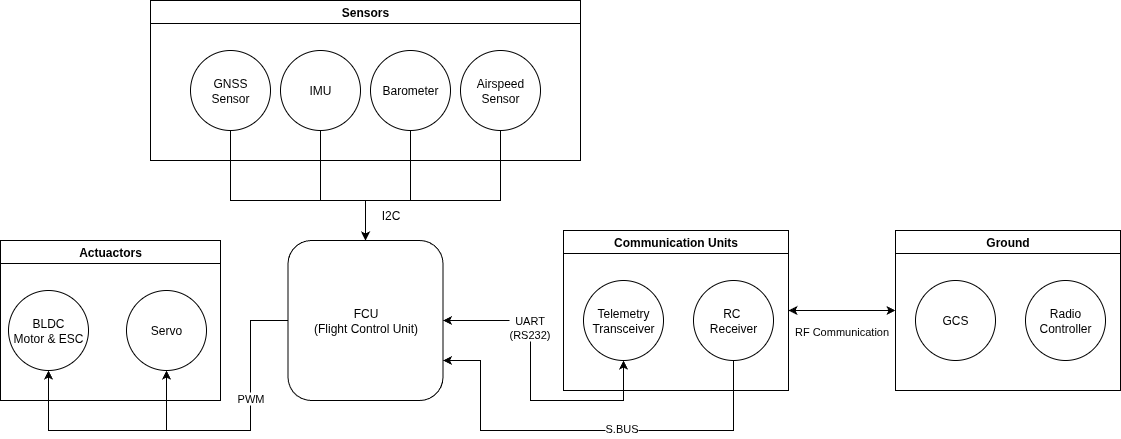 Sensors
GNSS
Sensor
IMU
Barometer
Airspeed
Sensor
I2C
Actuactors
BLDC
Motor & ESC
Servo
PWM
FCU
(Flight Control Unit)
UART
(RS232)
S.BUS
Communication Units
Telemetry
Transceiver
RC
Receiver
RF Communication
Ground
GCS
Radio
Controller